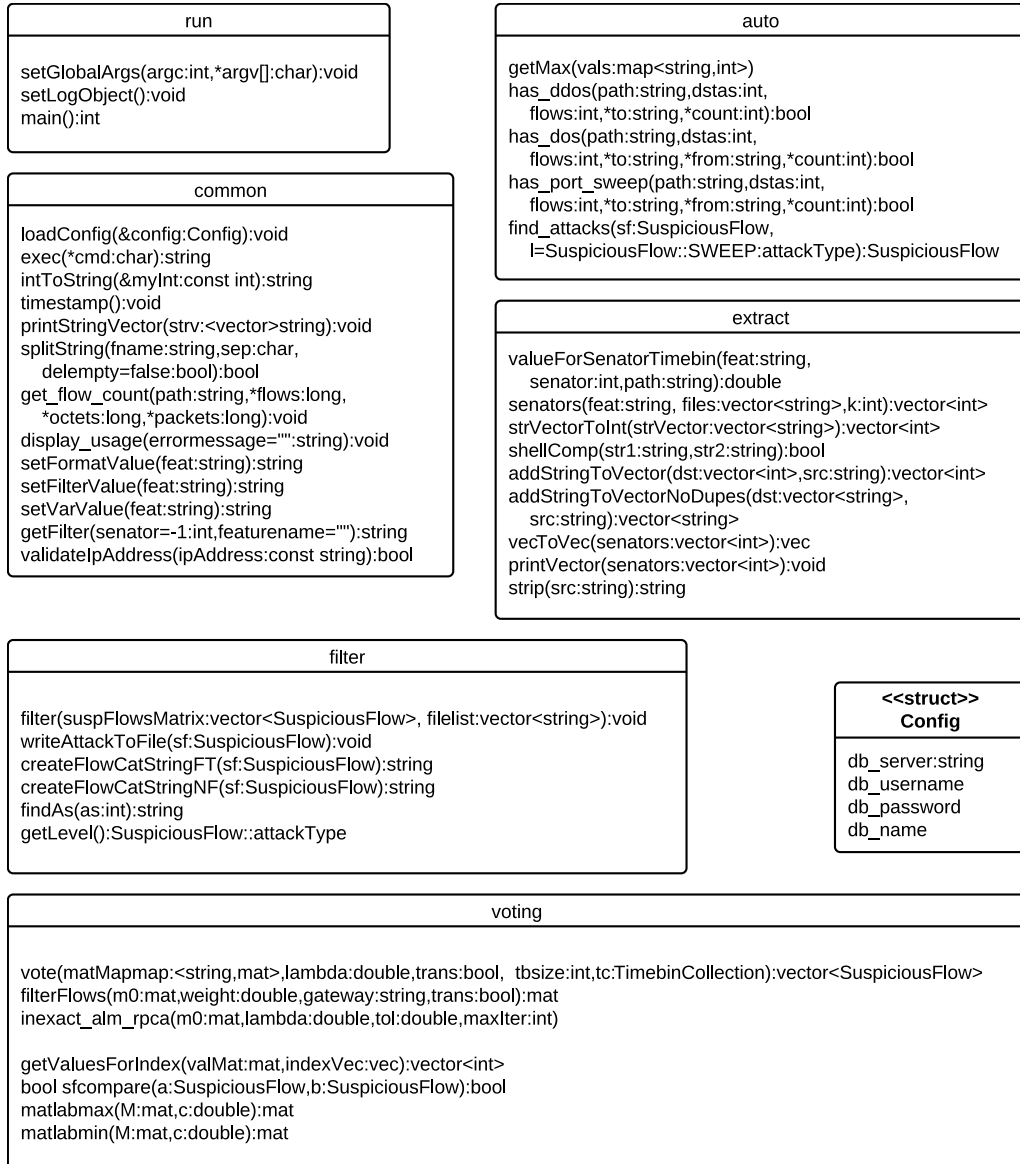 run
setGlobalArgs(argc:int,*argv[]:char):void
setLogObject():void
main():int
auto
getMax(vals:map<string,int>)
has_ddos(path:string,dstas:int,
flows:int,*to:string,*count:int):bool
has_dos(path:string,dstas:int,
flows:int,*to:string,*from:string,*count:int):bool
has_port_sweep(path:string,dstas:int,
flows:int,*to:string,*from:string,*count:int):bool
find_attacks(sf:SuspiciousFlow,
l=SuspiciousFlow::SWEEP:attackType):SuspiciousFlow
common
loadConfig(&config:Config):void
exec(*cmd:char):string
intToString(&myInt:const int):string
timestamp():void
printStringVector(strv:<vector>string):void
splitString(fname:string,sep:char,
delempty=false:bool):bool
get_flow_count(path:string,*flows:long,
*octets:long,*packets:long):void
display_usage(errormessage="":string):void
setFormatValue(feat:string):string
setFilterValue(feat:string):string
setVarValue(feat:string):string
getFilter(senator=-1:int,featurename=""):string
validateIpAddress(ipAddress:const string):bool
extract
valueForSenatorTimebin(feat:string,
senator:int,path:string):double
senators(feat:string, files:vector<string>,k:int):vector<int>
strVectorToInt(strVector:vector<string>):vector<int>
shellComp(str1:string,str2:string):bool
addStringToVector(dst:vector<int>,src:string):vector<int>
addStringToVectorNoDupes(dst:vector<string>,
src:string):vector<string>
vecToVec(senators:vector<int>):vec
printVector(senators:vector<int>):void
strip(src:string):string
filter
filter(suspFlowsMatrix:vector<SuspiciousFlow>, filelist:vector<string>):void
writeAttackToFile(sf:SuspiciousFlow):void
createFlowCatStringFT(sf:SuspiciousFlow):string
createFlowCatStringNF(sf:SuspiciousFlow):string
findAs(as:int):string
getLevel():SuspiciousFlow::attackType
<<struct>>
Config
db_server:string
db_username
db_password
db_name
voting
vote(matMapmap:<string,mat>,lambda:double,trans:bool, tbsize:int,tc:TimebinCollection):vector<SuspiciousFlow>
filterFlows(m0:mat,weight:double,gateway:string,trans:bool):mat
inexact_alm_rpca(m0:mat,lambda:double,tol:double,maxIter:int)
getValuesForIndex(valMat:mat,indexVec:vec):vector<int>
bool sfcompare(a:SuspiciousFlow,b:SuspiciousFlow):bool
matlabmax(M:mat,c:double):mat
matlabmin(M:mat,c:double):mat